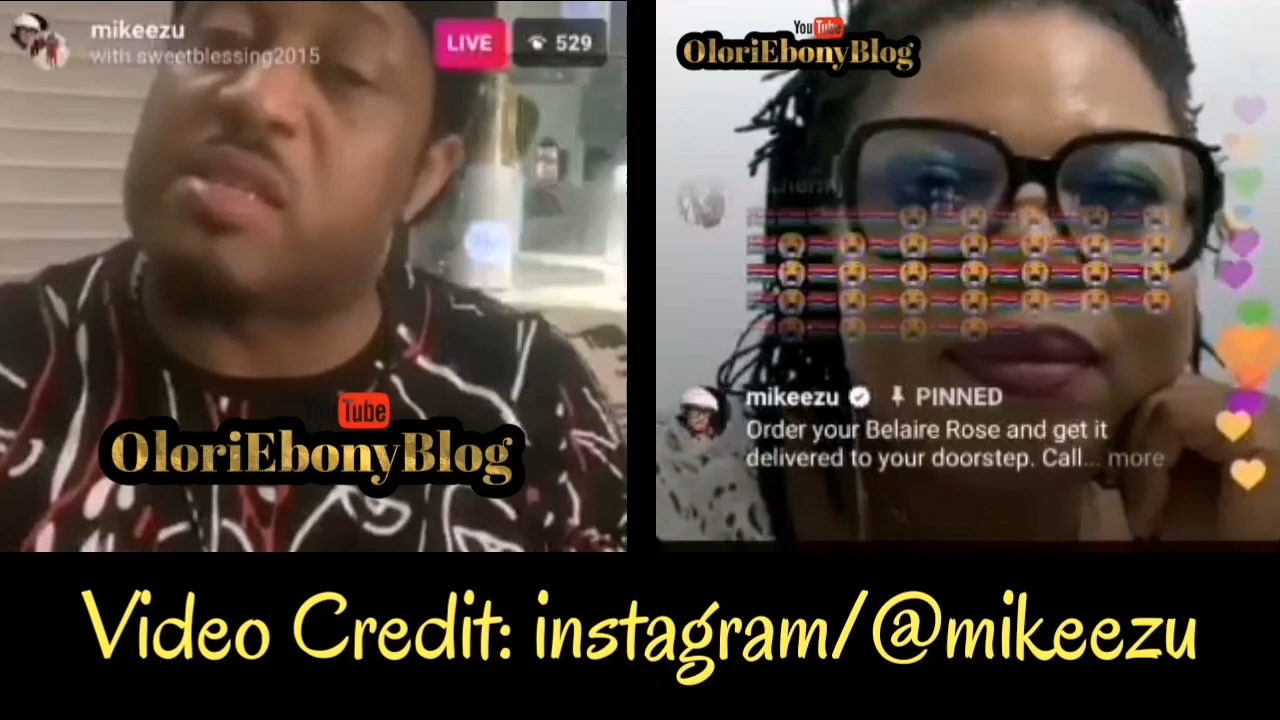 mikeezu
with sweetblessing2015
LIVE
529
YouTube
OloriEbonyBlog
YouTube
OloriEbonyBlog
mikeezu PINNED
Order your Belaire Rose and get it
delivered to your doorstep. Call... more
Video Credit: instagram/@mikeezu